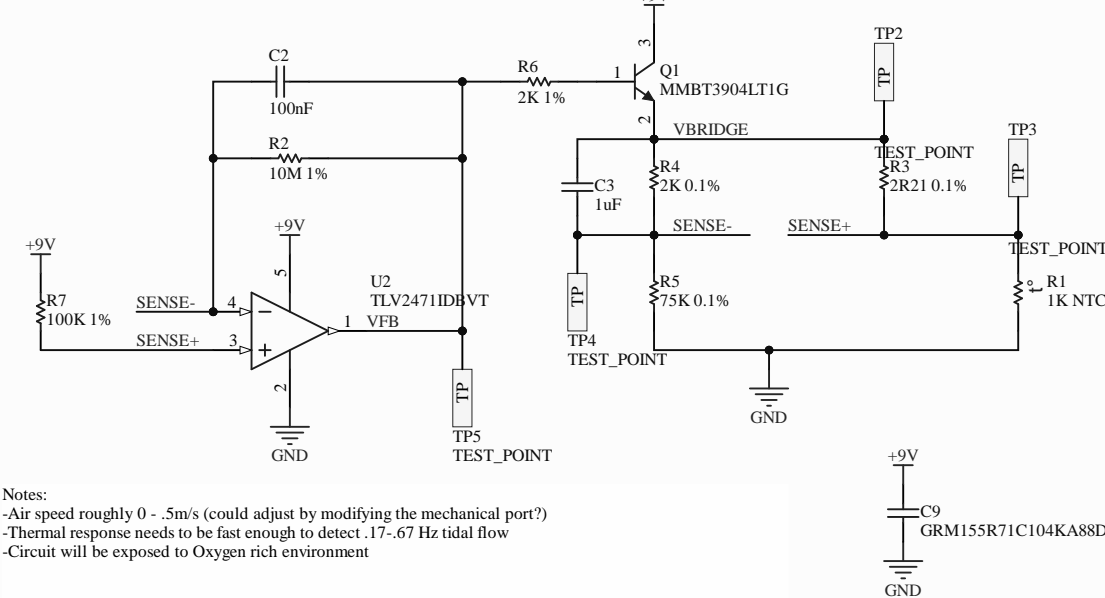 C2
100nF
R2
10M 1%
R6
2K 1%
3
1
Q1
MMBT3904LT1G
2
VBRIDGE
TP2
TP
TEST_POINT
R3
2R21 0.1%
TP3
TP
TEST_POINT
C3
1uF
R4
2K 0.1%
SENSE-
SENSE+
R5
75K 0.1%
t°
R1
1K NTC
TP
TP4
TEST_POINT
GND
+9V
R7
100K 1%
+9V
5
SENSE-
4
SENSE+
3
U2
TLV2471IDBVT
1
VFB
2
GND
TP
TP5
TEST_POINT
+9V
C9
GRM155R71C104KA88D
GND
Notes:
-Air speed roughly 0 - .5m/s (could adjust by modifying the mechanical port?)
-Thermal response needs to be fast enough to detect .17-.67 Hz tidal flow
-Circuit will be exposed to Oxygen rich environment